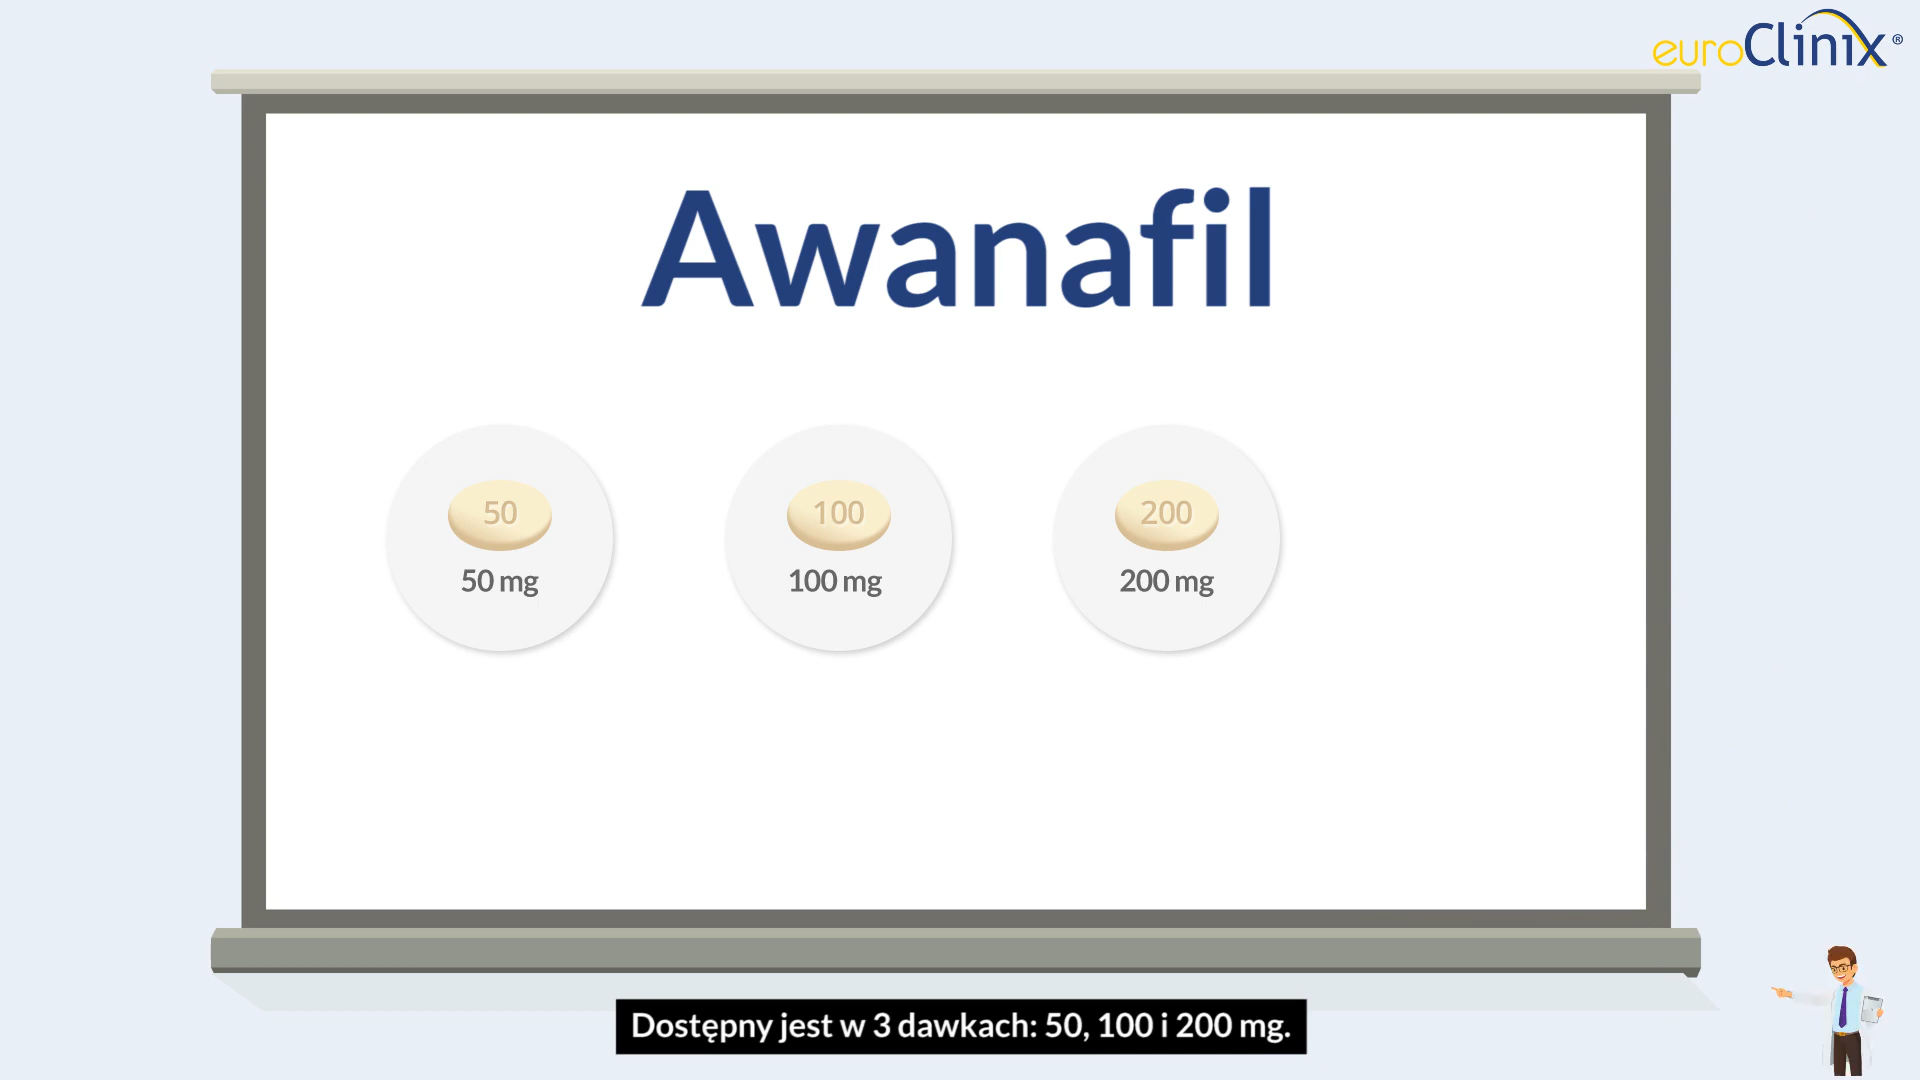 euroClinix®
Awanafil
50
100
200
50 mg
100 mg
200 mg
Dostępny jest w 3 dawkach: 50, 100 i 200 mg.